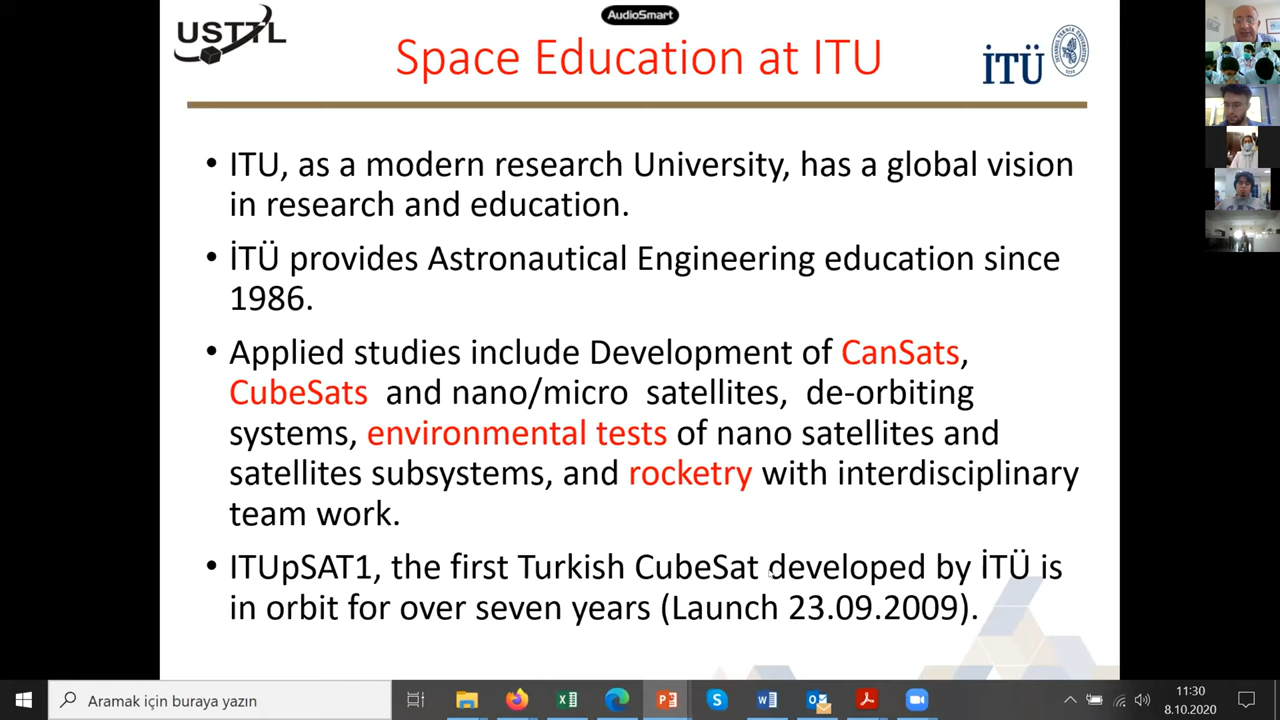 AudioSmart
USTTL
Space Education at ITU
İTÜ
• ITU, as a modern research University, has a global vision
in research and education.
• İTÜ provides Astronautical Engineering education since
1986.
• Applied studies include Development of CanSats,
CubeSats and nano/micro satellites, de-orbiting
systems, environmental tests of nano satellites and
satellites subsystems, and rocketry with interdisciplinary
team work.
• ITUpSAT1, the first Turkish CubeSat developed by İTÜ is
in orbit for over seven years (Launch 23.09.2009).
Aramak için buraya yazın
11:30
8.10.2020